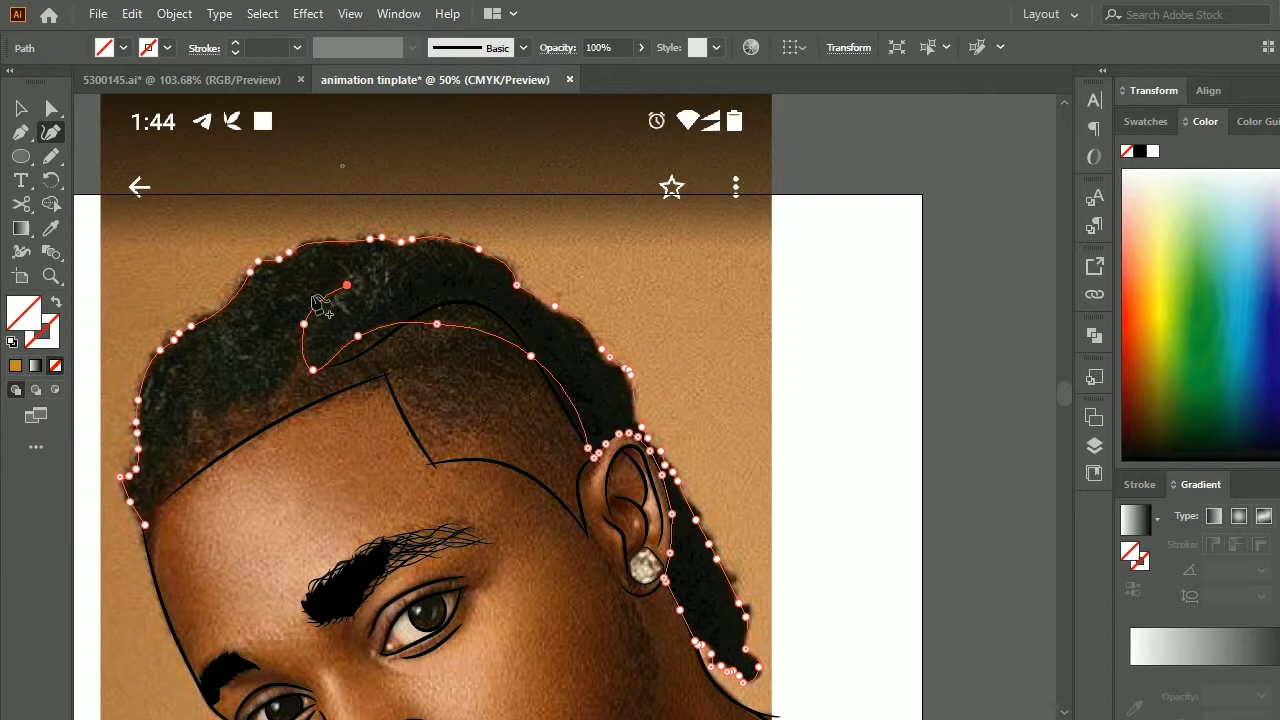 Ai File Edit Object Type Select Effect View Window Help Layout Search Adobe Stock
Path Stroke: Basic Opacity: 100% Style: Transform
5300145.ai* @ 103.68% (RGB/Preview) × animation tinplate* @ 50% (CMYK/Preview) ×
1:44
Transform Align
Swatches Color Color Gui
Stroke Gradient
Type:
Stroke:
Opacity: